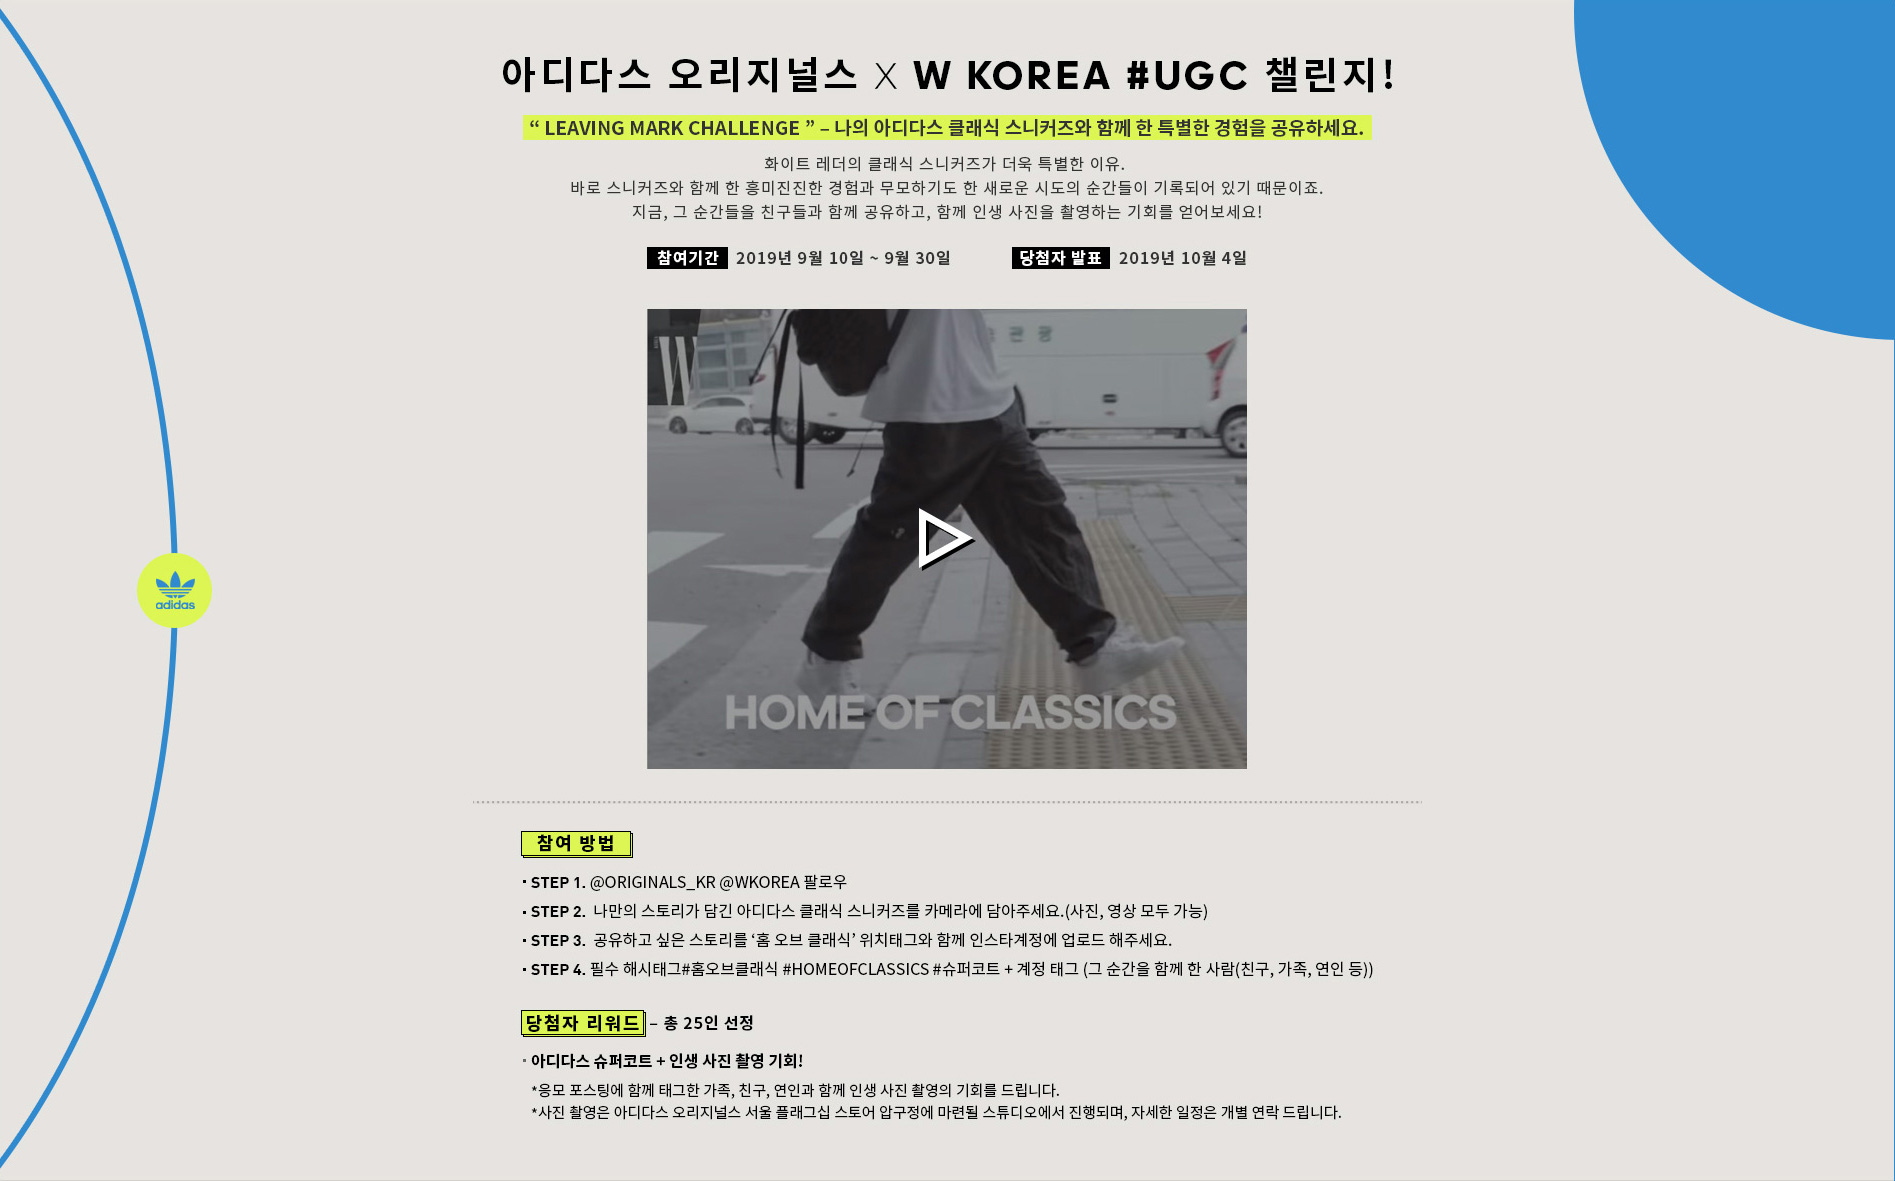 아디다스 오리지널스 X W KOREA #UGC 챌린지!
“ LEAVING MARK CHALLENGE ” – 나의 아디다스 클래식 스니커즈와 함께 한 특별한 경험을 공유하세요.
화이트 레더의 클래식 스니커즈가 더욱 특별한 이유.
바로 스니커즈와 함께 한 흥미진진한 경험과 무모하기도 한 새로운 시도의 순간들이 기록되어 있기 때문이죠.
지금, 그 순간들을 친구들과 함께 공유하고, 함께 인생 사진을 촬영하는 기회를 얻어보세요!
참여기간 2019년 9월 10일 ~ 9월 30일 당첨자 발표 2019년 10월 4일
W
HOME OF CLASSICS
adidas
참여 방법
· STEP 1. @ORIGINALS_KR @WKOREA 팔로우
· STEP 2. 나만의 스토리가 담긴 아디다스 클래식 스니커즈를 카메라에 담아주세요.(사진, 영상 모두 가능)
· STEP 3. 공유하고 싶은 스토리를 ‘홈 오브 클래식’ 위치태그와 함께 인스타계정에 업로드 해주세요.
· STEP 4. 필수 해시태그#홈오브클래식 #HOMEOFCLASSICS #슈퍼코트 + 계정 태그 (그 순간을 함께 한 사람(친구, 가족, 연인 등))
당첨자 리워드 – 총 25인 선정
· 아디다스 슈퍼코트 + 인생 사진 촬영 기회!
*응모 포스팅에 함께 태그한 가족, 친구, 연인과 함께 인생 사진 촬영의 기회를 드립니다.
*사진 촬영은 아디다스 오리지널스 서울 플래그십 스토어 압구정에 마련될 스튜디오에서 진행되며, 자세한 일정은 개별 연락 드립니다.